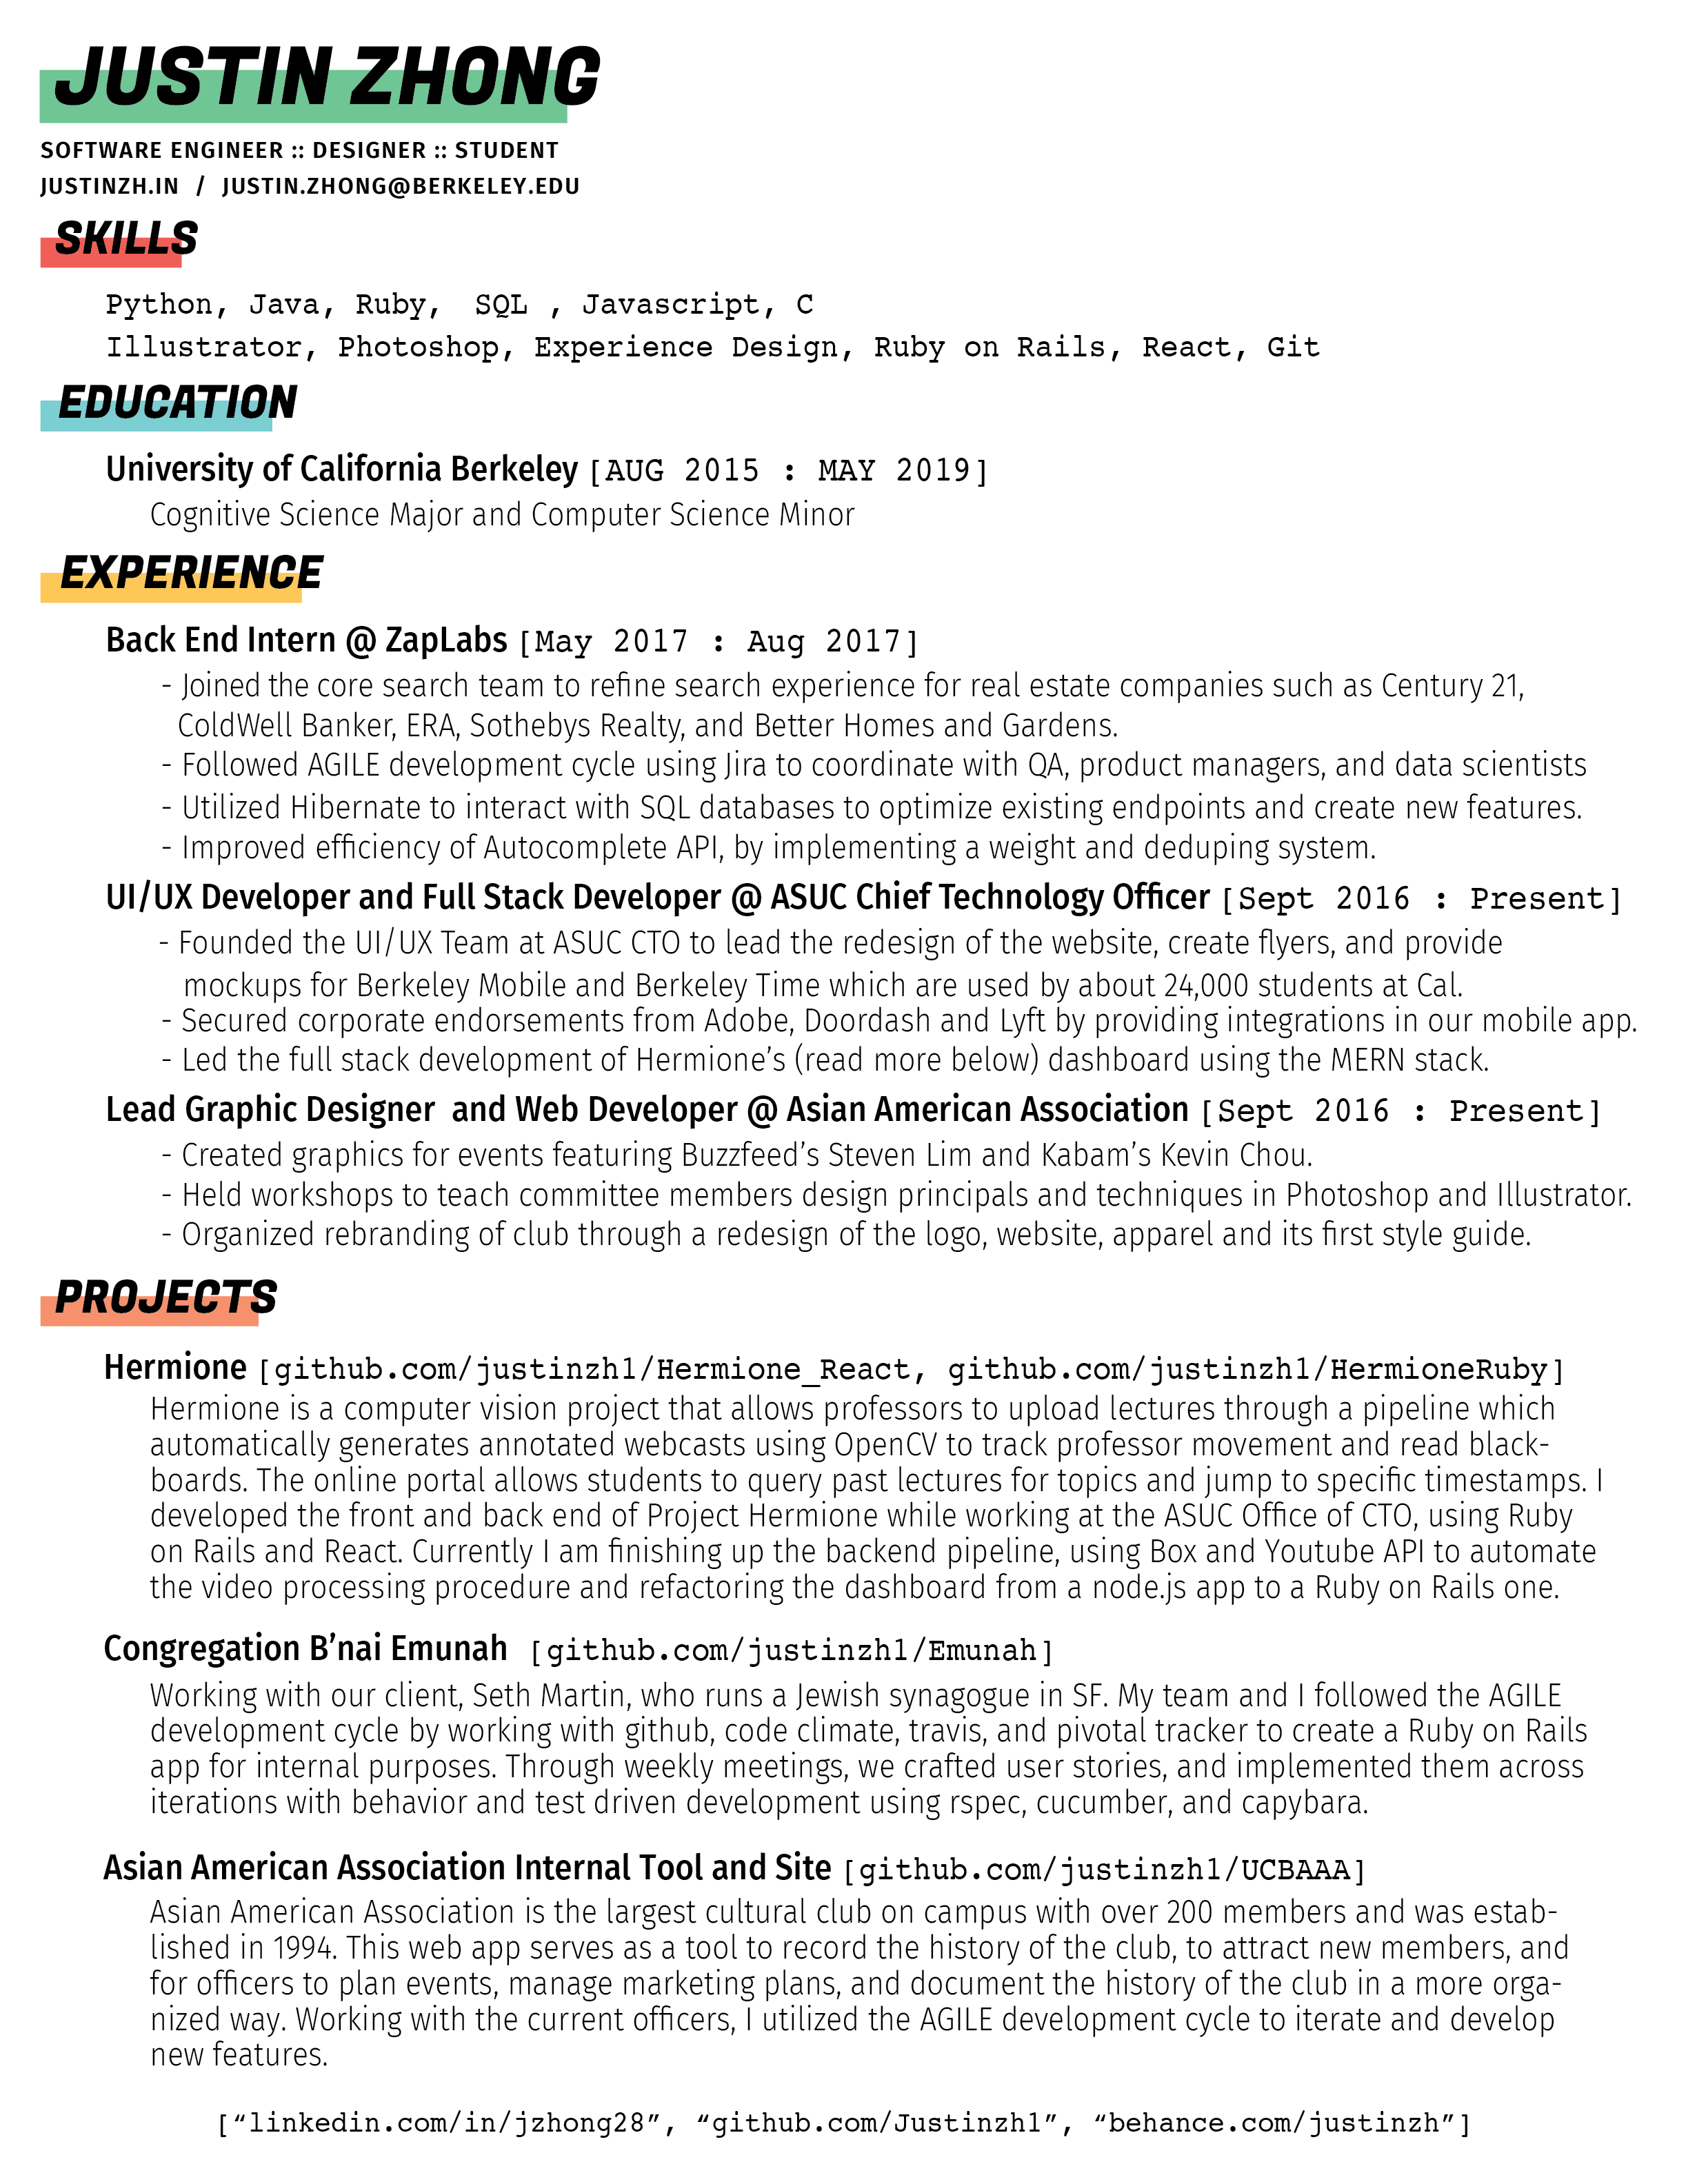 JUSTIN ZHONG
SOFTWARE ENGINEER :: DESIGNER :: STUDENT
JUSTINZH.IN / JUSTIN.ZHONG@BERKELEY.EDU
SKILLS
Python, Java, Ruby, SQL , Javascript, C
Illustrator, Photoshop, Experience Design, Ruby on Rails, React, Git
EDUCATION
University of California Berkeley [AUG 2015 : MAY 2019]
Cognitive Science Major and Computer Science Minor
EXPERIENCE
Back End Intern @ ZapLabs [May 2017 : Aug 2017]
- Joined the core search team to refine search experience for real estate companies such as Century 21,
ColdWell Banker, ERA, Sothebys Realty, and Better Homes and Gardens.
- Followed AGILE development cycle using Jira to coordinate with QA, product managers, and data scientists
- Utilized Hibernate to interact with SQL databases to optimize existing endpoints and create new features.
- Improved efficiency of Autocomplete API, by implementing a weight and deduping system.
UI/UX Developer and Full Stack Developer @ ASUC Chief Technology Officer [Sept 2016 : Present]
- Founded the UI/UX Team at ASUC CTO to lead the redesign of the website, create flyers, and provide
mockups for Berkeley Mobile and Berkeley Time which are used by about 24,000 students at Cal.
- Secured corporate endorsements from Adobe, Doordash and Lyft by providing integrations in our mobile app.
- Led the full stack development of Hermione’s (read more below) dashboard using the MERN stack.
Lead Graphic Designer and Web Developer @ Asian American Association [Sept 2016 : Present]
- Created graphics for events featuring Buzzfeed’s Steven Lim and Kabam’s Kevin Chou.
- Held workshops to teach committee members design principals and techniques in Photoshop and Illustrator.
- Organized rebranding of club through a redesign of the logo, website, apparel and its first style guide.
PROJECTS
Hermione [github.com/justinzh1/Hermione_React, github.com/justinzh1/HermioneRuby]
Hermione is a computer vision project that allows professors to upload lectures through a pipeline which
automatically generates annotated webcasts using OpenCV to track professor movement and read black-
boards. The online portal allows students to query past lectures for topics and jump to specific timestamps. I
developed the front and back end of Project Hermione while working at the ASUC Office of CTO, using Ruby
on Rails and React. Currently I am finishing up the backend pipeline, using Box and Youtube API to automate
the video processing procedure and refactoring the dashboard from a node.js app to a Ruby on Rails one.
Congregation B’nai Emunah [github.com/justinzh1/Emunah]
Working with our client, Seth Martin, who runs a Jewish synagogue in SF. My team and I followed the AGILE
development cycle by working with github, code climate, travis, and pivotal tracker to create a Ruby on Rails
app for internal purposes. Through weekly meetings, we crafted user stories, and implemented them across
iterations with behavior and test driven development using rspec, cucumber, and capybara.
Asian American Association Internal Tool and Site [github.com/justinzh1/UCBAAA]
Asian American Association is the largest cultural club on campus with over 200 members and was estab-
lished in 1994. This web app serves as a tool to record the history of the club, to attract new members, and
for officers to plan events, manage marketing plans, and document the history of the club in a more orga-
nized way. Working with the current officers, I utilized the AGILE development cycle to iterate and develop
new features.
[“linkedin.com/in/jzhong28”, “github.com/Justinzh1”, “behance.com/justinzh”]